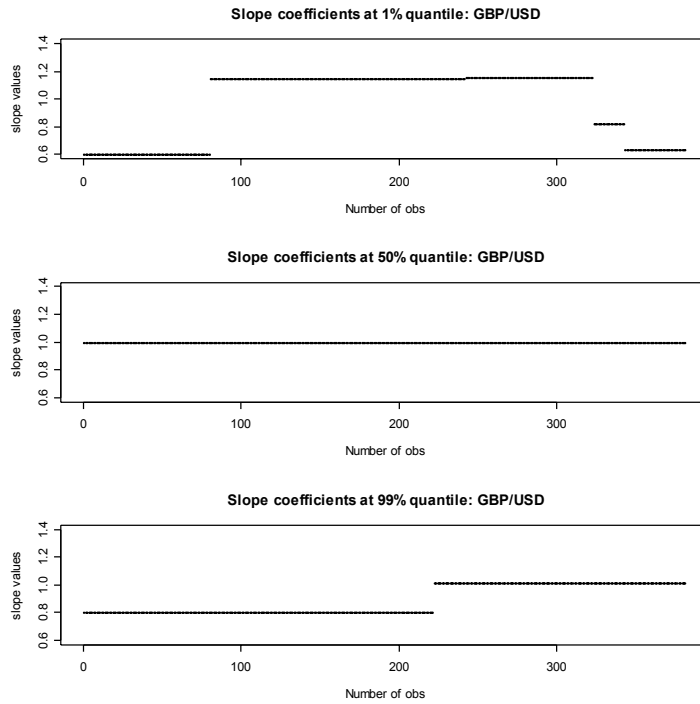 Slope coefficients at 1% quantile: GBP/USD
slope values
0.6 0.8 1.0 1.2 1.4
0 100 200 300
Number of obs
Slope coefficients at 50% quantile: GBP/USD
slope values
0.6 0.8 1.0 1.2 1.4
0 100 200 300
Number of obs
Slope coefficients at 99% quantile: GBP/USD
slope values
0.6 0.8 1.0 1.2 1.4
0 100 200 300
Number of obs